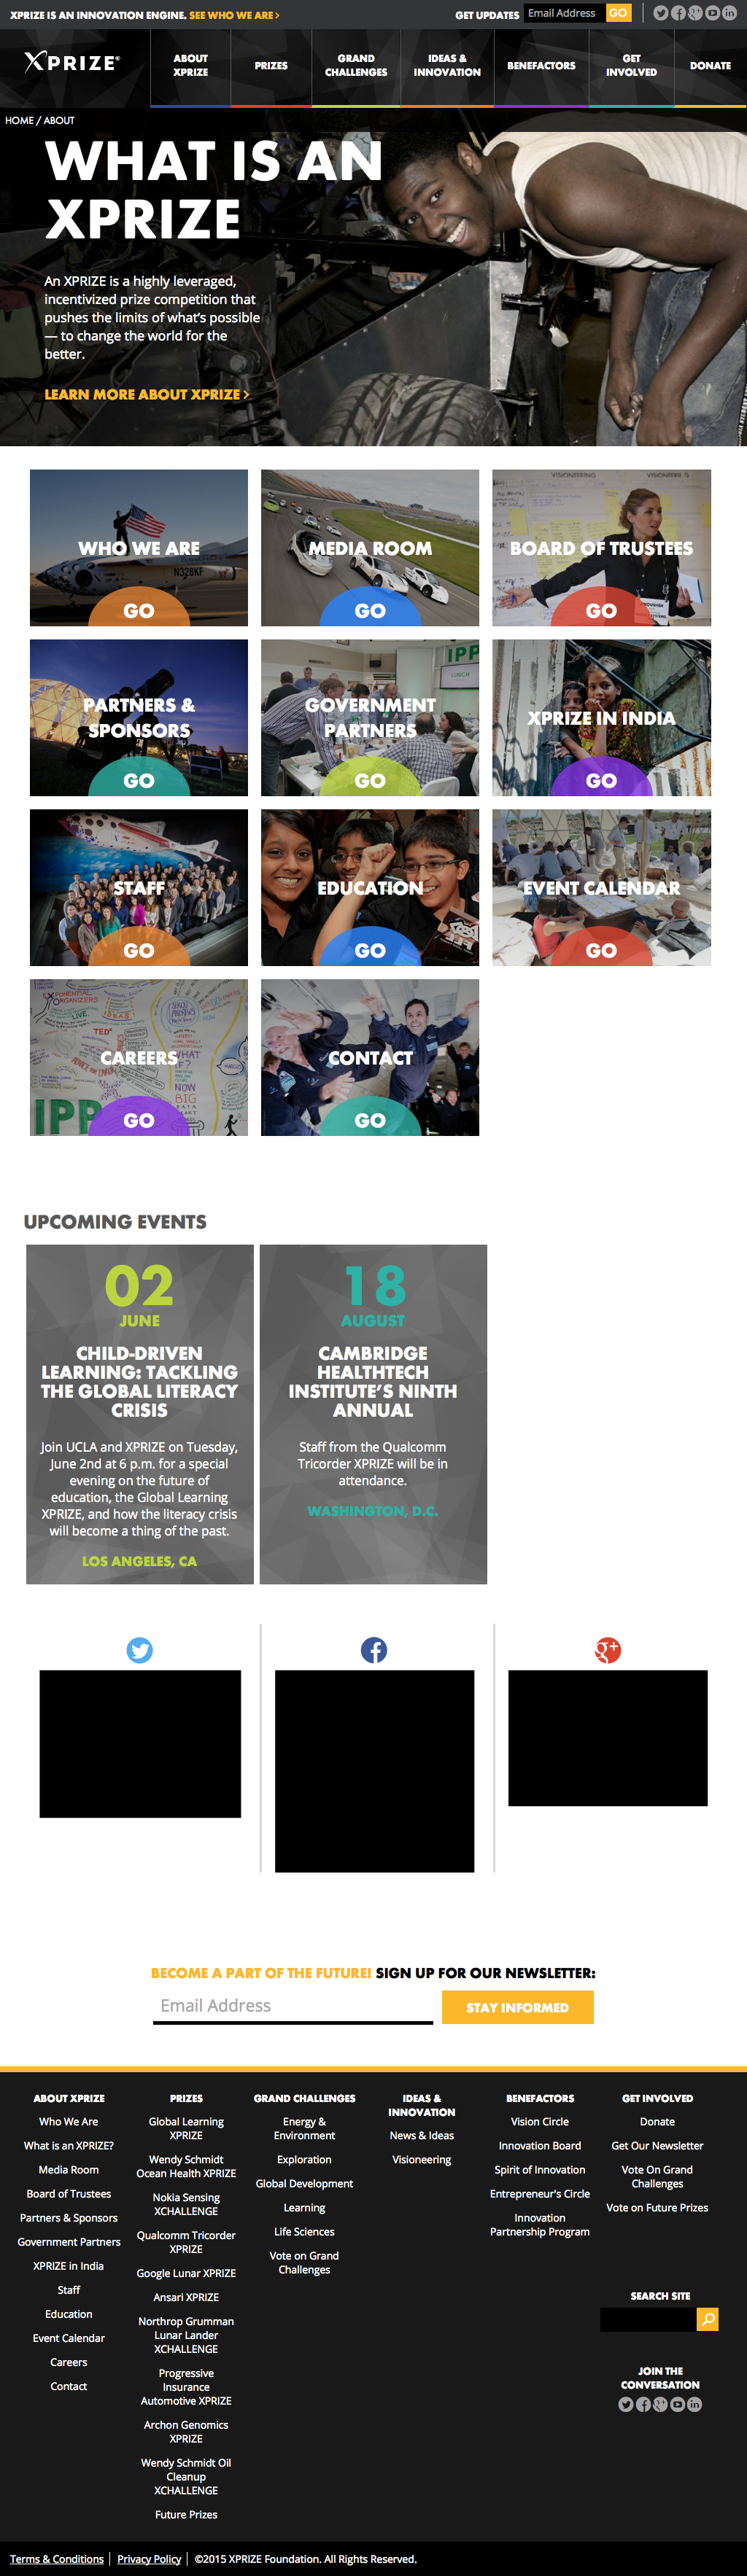 XPRIZE IS AN INNOVATION ENGINE. SEE WHO WE ARE >
GET UPDATES Email Address GO
XPRIZE®
ABOUT
XPRIZE
PRIZES
GRAND
CHALLENGES
IDEAS &
INNOVATION
BENEFACTORS
GET
INVOLVED
DONATE
HOME / ABOUT
WHAT IS AN
XPRIZE
An XPRIZE is a highly leveraged,
incentivized prize competition that
pushes the limits of what's possible
— to change the world for the
better.
LEARN MORE ABOUT XPRIZE >
N328KF
WHO WE ARE
GO
MEDIA ROOM
GO
VISIONEERING
BOARD OF TRUSTEES
GO
PARTNERS &
SPONSORS
GO
IPP
LUNCH
GOVERNMENT
PARTNERS
GO
XPRIZE IN INDIA
GO
STAFF
GO
EDUCATION
GO
EVENT CALENDAR
GO
EXPONENTIAL
ORGANIZERS
TED
CAREERS
WHAT
IF?
NOW
BIG
DATA
IPP
GO
CONTACT
GO
UPCOMING EVENTS
02
JUNE
CHILD-DRIVEN
LEARNING: TACKLING
THE GLOBAL LITERACY
CRISIS
Join UCLA and XPRIZE on Tuesday,
June 2nd at 6 p.m. for a special
evening on the future of
education, the Global Learning
XPRIZE, and how the literacy crisis
will become a thing of the past.
LOS ANGELES, CA
18
AUGUST
CAMBRIDGE
HEALTHTECH
INSTITUTE'S NINTH
ANNUAL
Staff from the Qualcomm
Tricorder XPRIZE will be in
attendance.
WASHINGTON, D.C.
BECOME A PART OF THE FUTURE! SIGN UP FOR OUR NEWSLETTER:
Email Address
STAY INFORMED
ABOUT XPRIZE
Who We Are
What is an XPRIZE?
Media Room
Board of Trustees
Partners & Sponsors
Government Partners
XPRIZE in India
Staff
Education
Event Calendar
Careers
Contact
PRIZES
Global Learning
XPRIZE
Wendy Schmidt
Ocean Health XPRIZE
Nokia Sensing
XCHALLENGE
Qualcomm Tricorder
XPRIZE
Google Lunar XPRIZE
Ansari XPRIZE
Northrop Grumman
Lunar Lander
XCHALLENGE
Progressive
Insurance
Automotive XPRIZE
Archon Genomics
XPRIZE
Wendy Schmidt Oil
Cleanup
XCHALLENGE
Future Prizes
GRAND CHALLENGES
Energy &
Environment
Exploration
Global Development
Learning
Life Sciences
Vote on Grand
Challenges
IDEAS &
INNOVATION
News & Ideas
Visioneering
BENEFACTORS
Vision Circle
Innovation Board
Spirit of Innovation
Entrepreneur's Circle
Innovation
Partnership Program
GET INVOLVED
Donate
Get Our Newsletter
Vote On Grand
Challenges
Vote on Future Prizes
SEARCH SITE
JOIN THE
CONVERSATION
Terms & Conditions | Privacy Policy | ©2015 XPRIZE Foundation. All Rights Reserved.